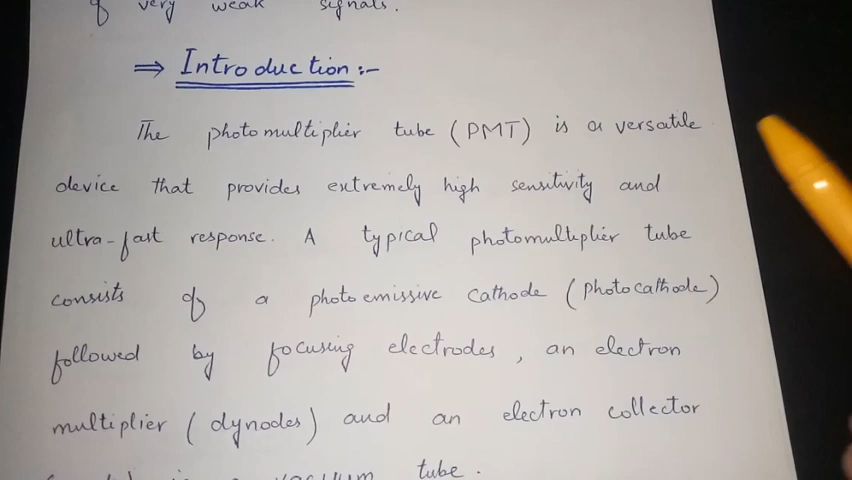 of very weak signals.
⇒ Introduction :-
The photomultiplier tube (PMT) is a versatile
device that provides extremely high sensitivity and
ultra-fast response. A typical photomultiplier tube
consists of a photoemissive cathode (photocathode)
followed by focusing electrodes, an electron
multiplier (dynodes) and an electron collector
vacuum tube.